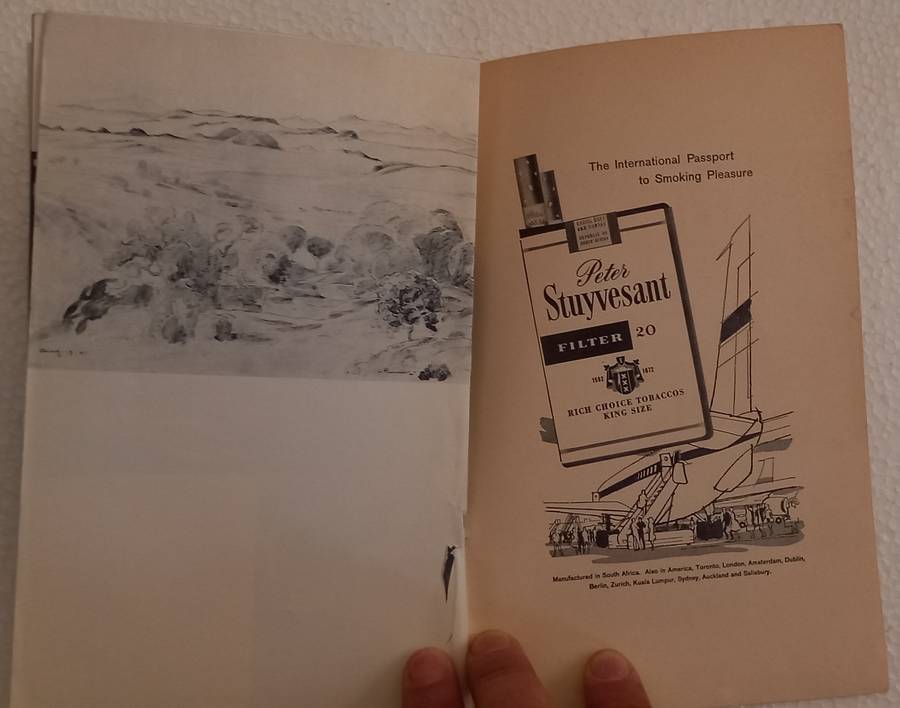 The International Passport
to Smoking Pleasure
Peter
Stuyvesant
FILTER 20
1592 1672
RICH CHOICE TOBACCOS
KING SIZE
Manufactured in South Africa. Also in America, Toronto, London, Amsterdam, Dublin,
Berlin, Zurich, Kuala Lumpur, Sydney, Auckland and Salisbury.